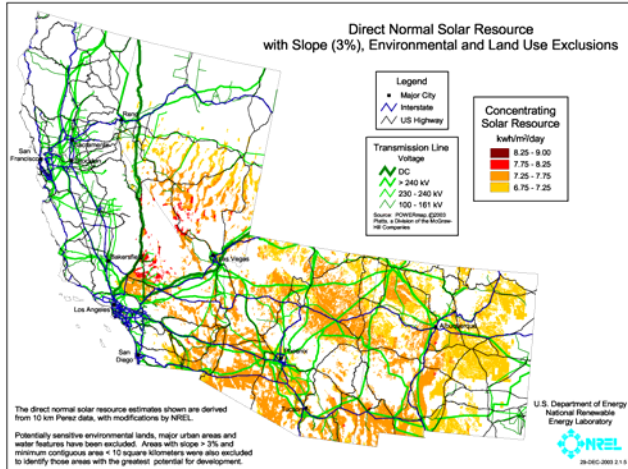 Direct Normal Solar Resource
with Slope (3%), Environmental and Land Use Exclusions
Legend
Major City
Interstate
US Highway
Transmission Line
Voltage
DC
> 240 kV
230 - 240 kV
100 - 161 kV
Source: POWERmap, ©2003
Platts, a Division of the McGraw-
Hill Companies
Concentrating
Solar Resource
kwh/m²/day
8.25 - 9.00
7.75 - 8.25
7.25 - 7.75
6.75 - 7.25
Reno
Sacramento
San
Francisco
Stockton
Bakersfield
Las Vegas
Los Angeles
San
Diego
Phoenix
Tucson
Albuquerque
The direct normal solar resource estimates shown are derived
from 10 km Perez data, with modifications by NREL.
Potentially sensitive environmental lands, major urban areas and
water features have been excluded. Areas with slope > 3% and
minimum contiguous area < 10 square kilometers were also excluded
to identify those areas with the greatest potential for development.
U.S. Department of Energy
National Renewable
Energy Laboratory
NREL
29-DEC-2003 2.1.5